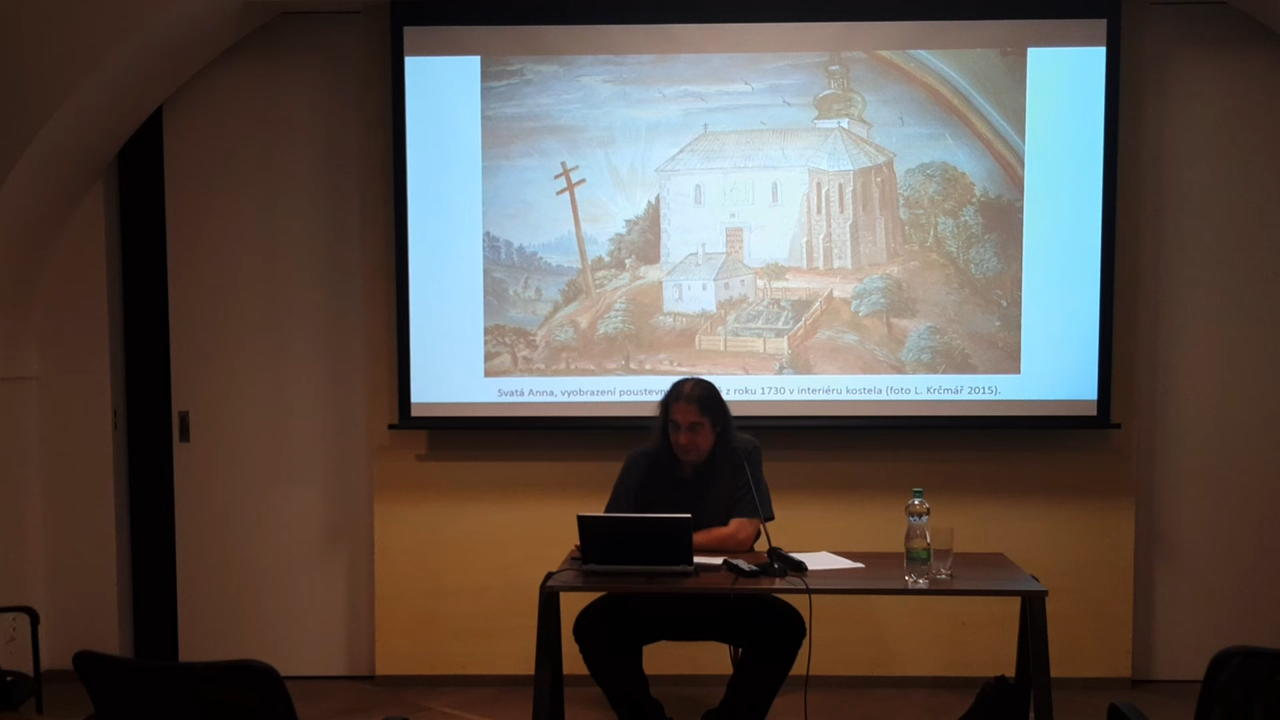 Svatá Anna, vyobrazení z roku 1730 v interiéru kostela (foto L. Krčmář 2015).